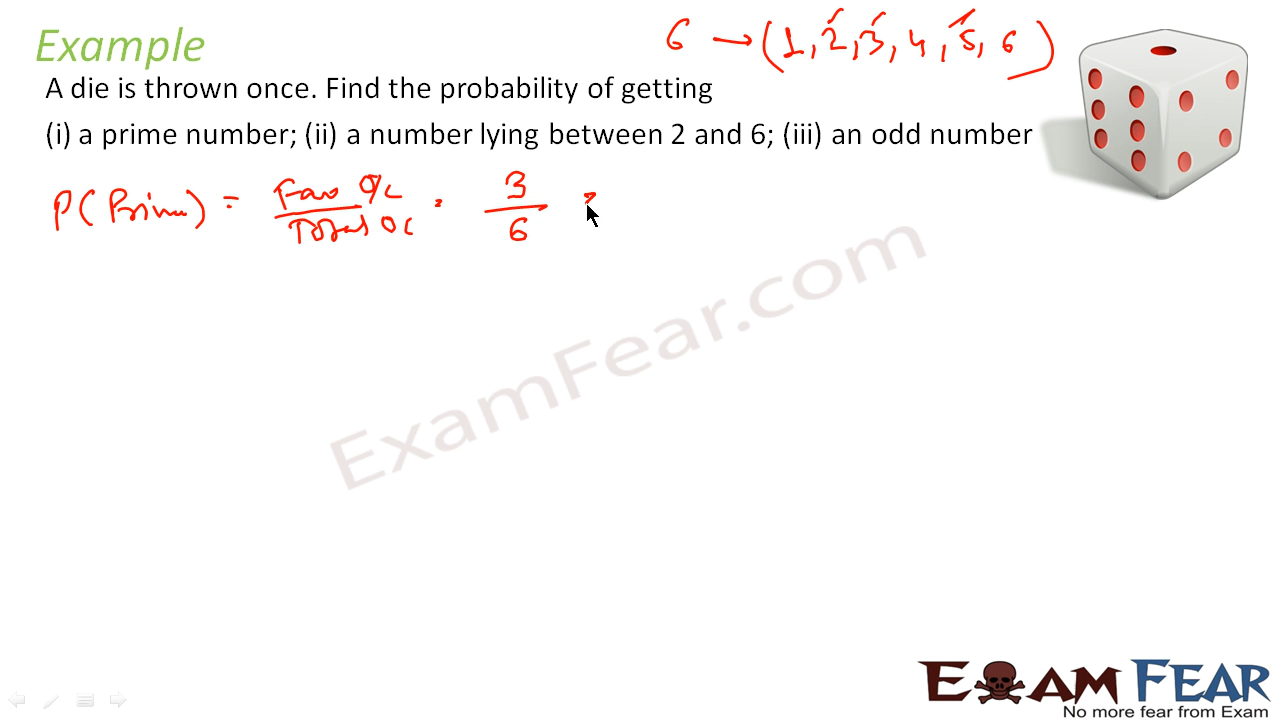 Example
6 → (1, 2, 3, 4, 5, 6)
A die is thrown once. Find the probability of getting
(i) a prime number; (ii) a number lying between 2 and 6; (iii) an odd number
P(Prime) = Fav O/C / Total OC = 3/6 =
ExamFear.com
EXAM FEAR
No more fear from Exam